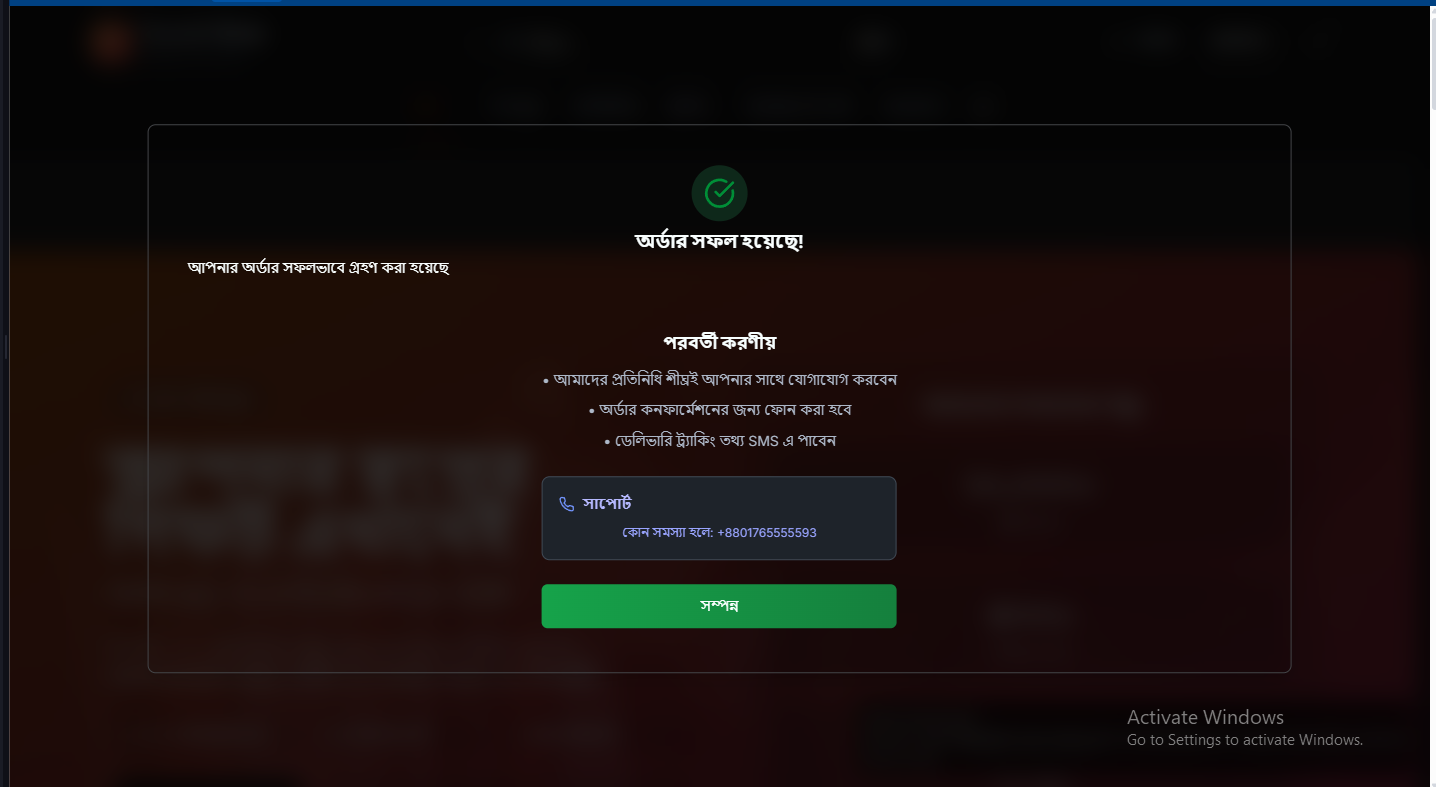 অর্ডার সফল হয়েছে!
আপনার অর্ডার সফলভাবে গ্রহণ করা হয়েছে
পরবর্তী করণীয়
• আমাদের প্রতিনিধি শীঘ্রই আপনার সাথে যোগাযোগ করবেন
• অর্ডার কনফার্মেশনের জন্য ফোন করা হবে
• ডেলিভারি ট্র্যাকিং তথ্য SMS এ পাবেন
সাপোর্ট
কোন সমস্যা হলে: +8801765555593
সম্পন্ন
Activate Windows
Go to Settings to activate Windows.